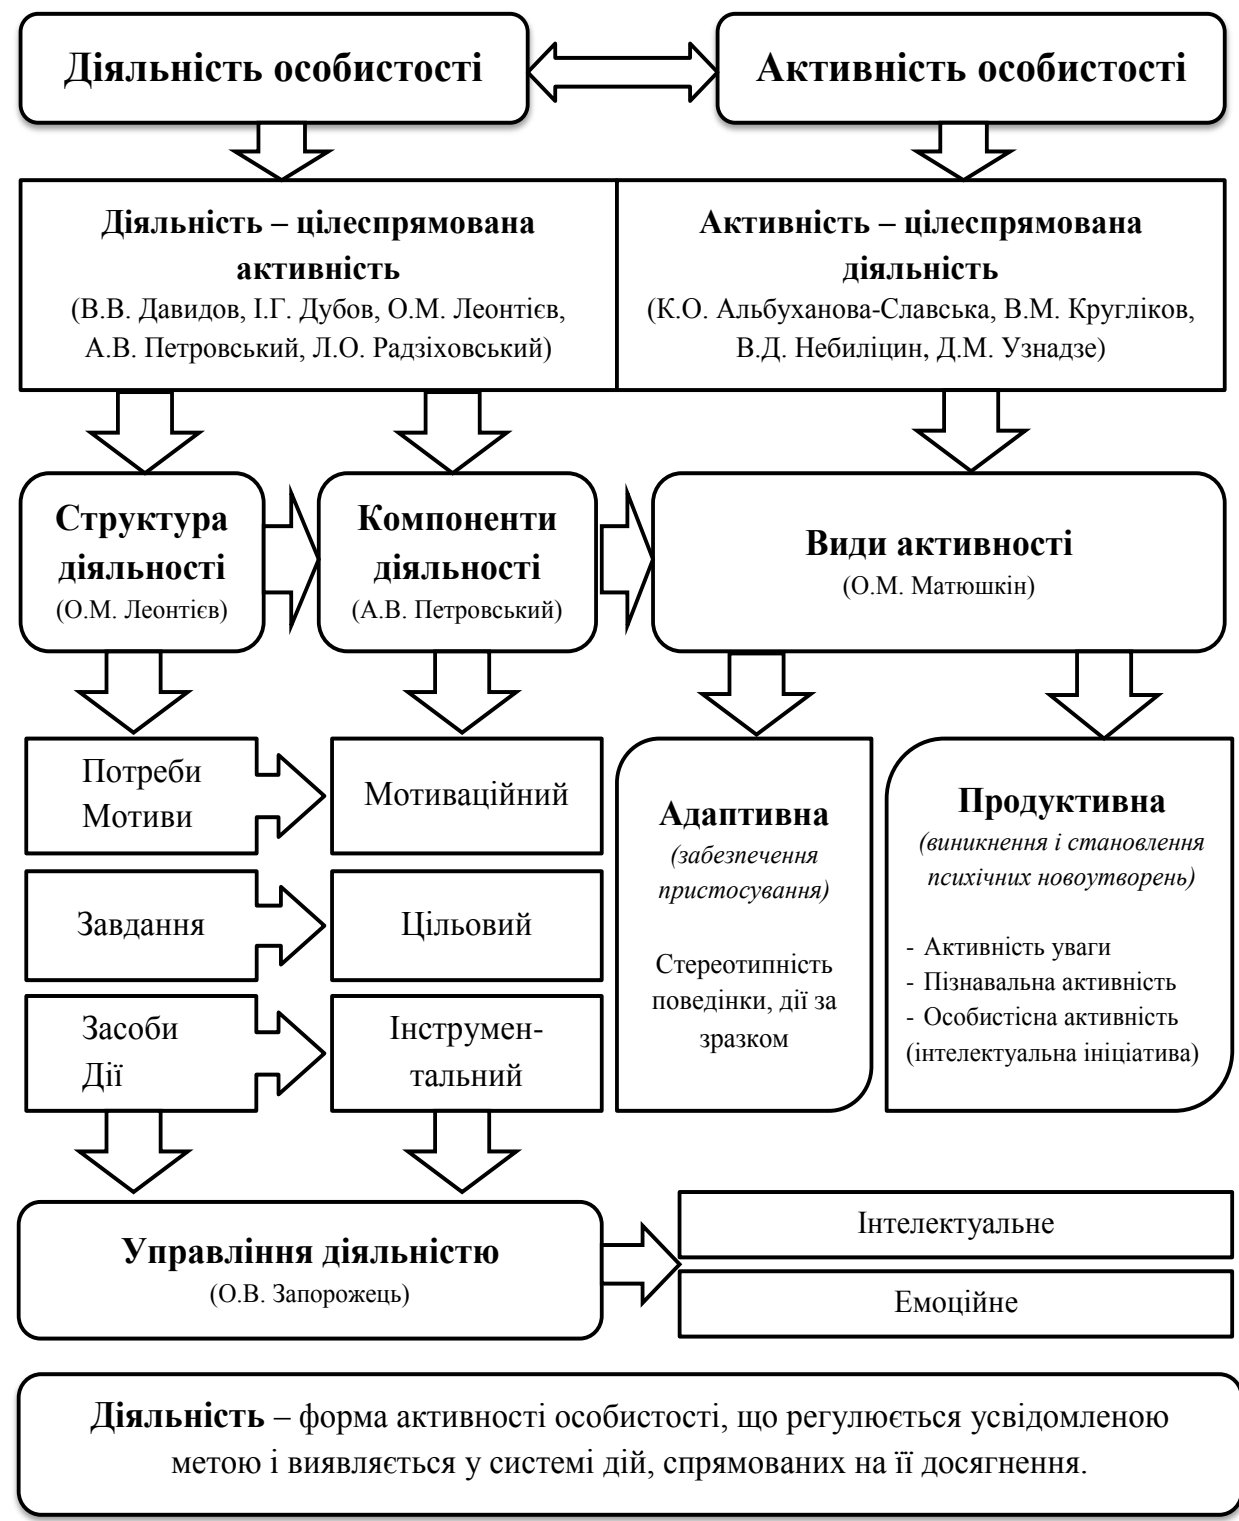 Діяльність особистості
Активність особистості
Діяльність – цілеспрямована
активність
(В.В. Давидов, І.Г. Дубов, О.М. Леонтієв,
А.В. Петровський, Л.О. Радзіховський)
Активність – цілеспрямована
діяльність
(К.О. Альбуханова-Славська, В.М. Кругліков,
В.Д. Небиліцин, Д.М. Узнадзе)
Структура
діяльності
(О.М. Леонтієв)
Компоненти
діяльності
(А.В. Петровський)
Види активності
(О.М. Матюшкін)
Потреби
Мотиви
Мотиваційний
Завдання
Цільовий
Засоби
Дії
Інструмен-
тальний
Адаптивна
(забезпечення
пристосування)
Стереотипність
поведінки, дії за
зразком
Продуктивна
(виникнення і становлення
психічних новоутворень)
- Активність уваги
- Пізнавальна активність
- Особистісна активність
(інтелектуальна ініціатива)
Управління діяльністю
(О.В. Запорожець)
Інтелектуальне
Емоційне
Діяльність – форма активності особистості, що регулюється усвідомленою
метою і виявляється у системі дій, спрямованих на її досягнення.